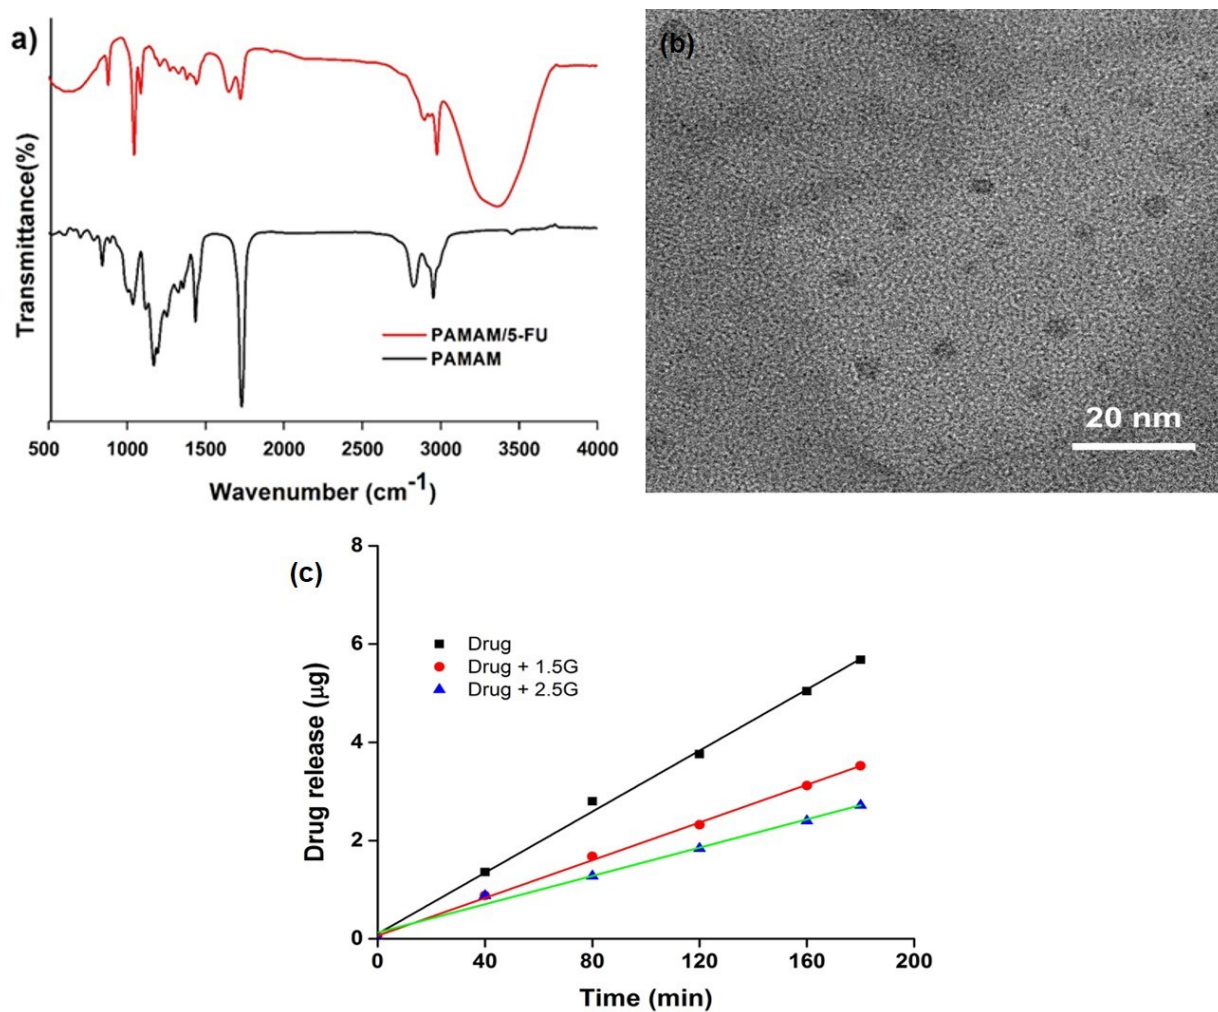 a)
Transmittance(%)
PAMAM/5-FU
PAMAM
500 1000 1500 2000 2500 3000 3500 4000
Wavenumber (cm⁻¹)
(b)
20 nm
(c)
8
6
4
2
0
Drug release (μg)
Drug
Drug + 1.5G
Drug + 2.5G
0 40 80 120 160 200
Time (min)